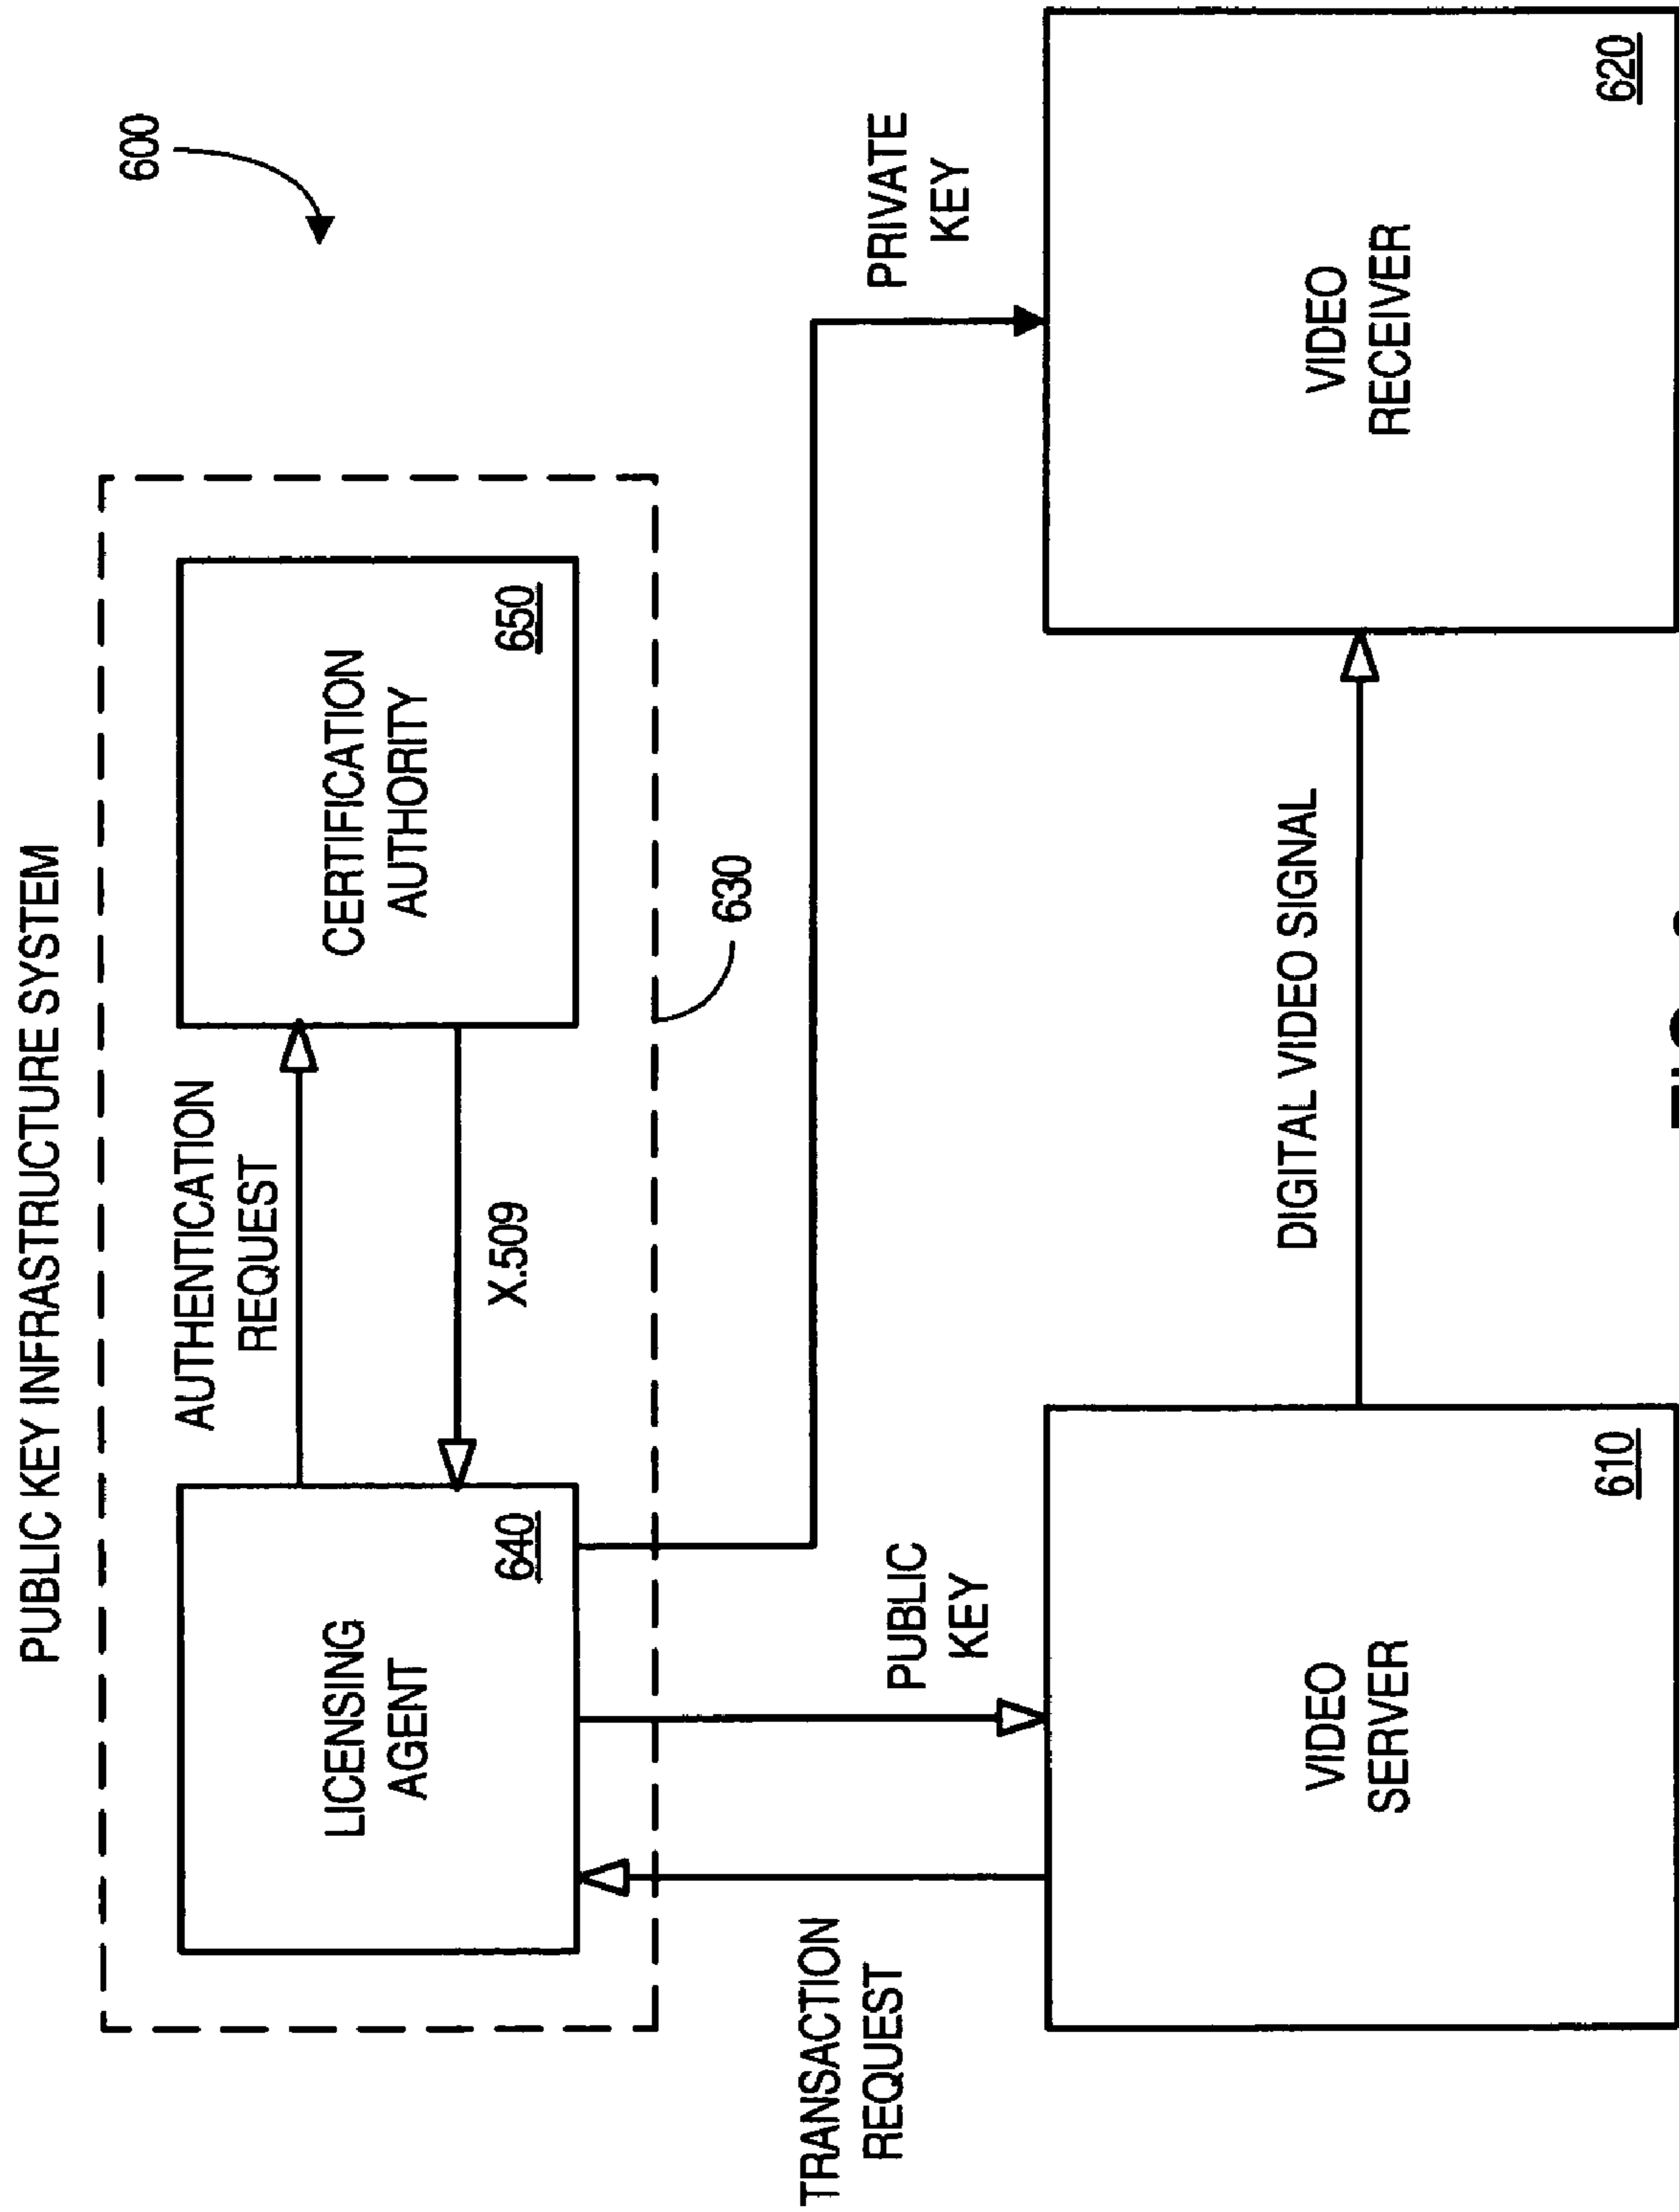 PUBLIC KEY INFRASTRUCTURE SYSTEM
600
AUTHENTICATION
REQUEST
X.509
LICENSING
AGENT
640
CERTIFICATION
AUTHORITY
650
630
TRANSACTION
REQUEST
PUBLIC
KEY
PRIVATE
KEY
VIDEO
SERVER
610
DIGITAL VIDEO SIGNAL
VIDEO
RECEIVER
620